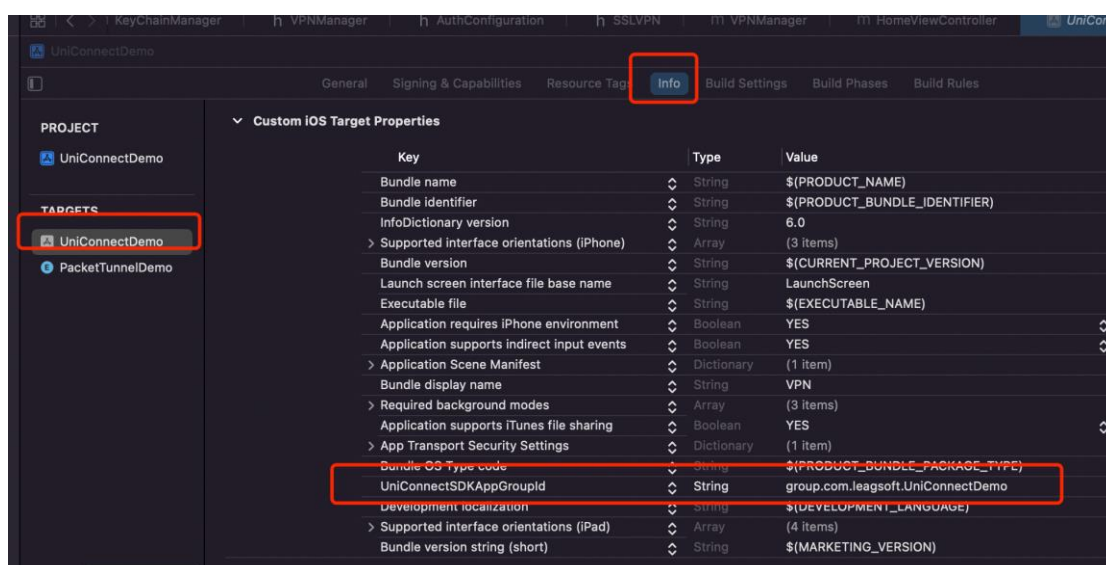 KeyChainManager VPNManager AuthConfiguration SSLVPN VPNManager HomeViewController UniCon
UniConnectDemo
General Signing & Capabilities Resource Tags Info Build Settings Build Phases Build Rules
PROJECT
UniConnectDemo
TARGETS
UniConnectDemo
PacketTunnelDemo
Custom iOS Target Properties
Key Type Value
Bundle name String $(PRODUCT_NAME)
Bundle identifier String $(PRODUCT_BUNDLE_IDENTIFIER)
InfoDictionary version String 6.0
Supported interface orientations (iPhone) Array (3 items)
Bundle version String $(CURRENT_PROJECT_VERSION)
Launch screen interface file base name String LaunchScreen
Executable file String $(EXECUTABLE_NAME)
Application requires iPhone environment Boolean YES
Application supports indirect input events Boolean YES
Application Scene Manifest Dictionary (1 item)
Bundle display name String VPN
Required background modes Array (3 items)
Application supports iTunes file sharing Boolean YES
App Transport Security Settings Dictionary (1 item)
Bundle OS Type code String $(PRODUCT_BUNDLE_PACKAGE_TYPE)
UniConnectSDKAppGroupId String group.com.leagsoft.UniConnectDemo
Development localization String $(DEVELOPMENT_LANGUAGE)
Supported interface orientations (iPad) Array (4 items)
Bundle version string (short) String $(MARKETING_VERSION)